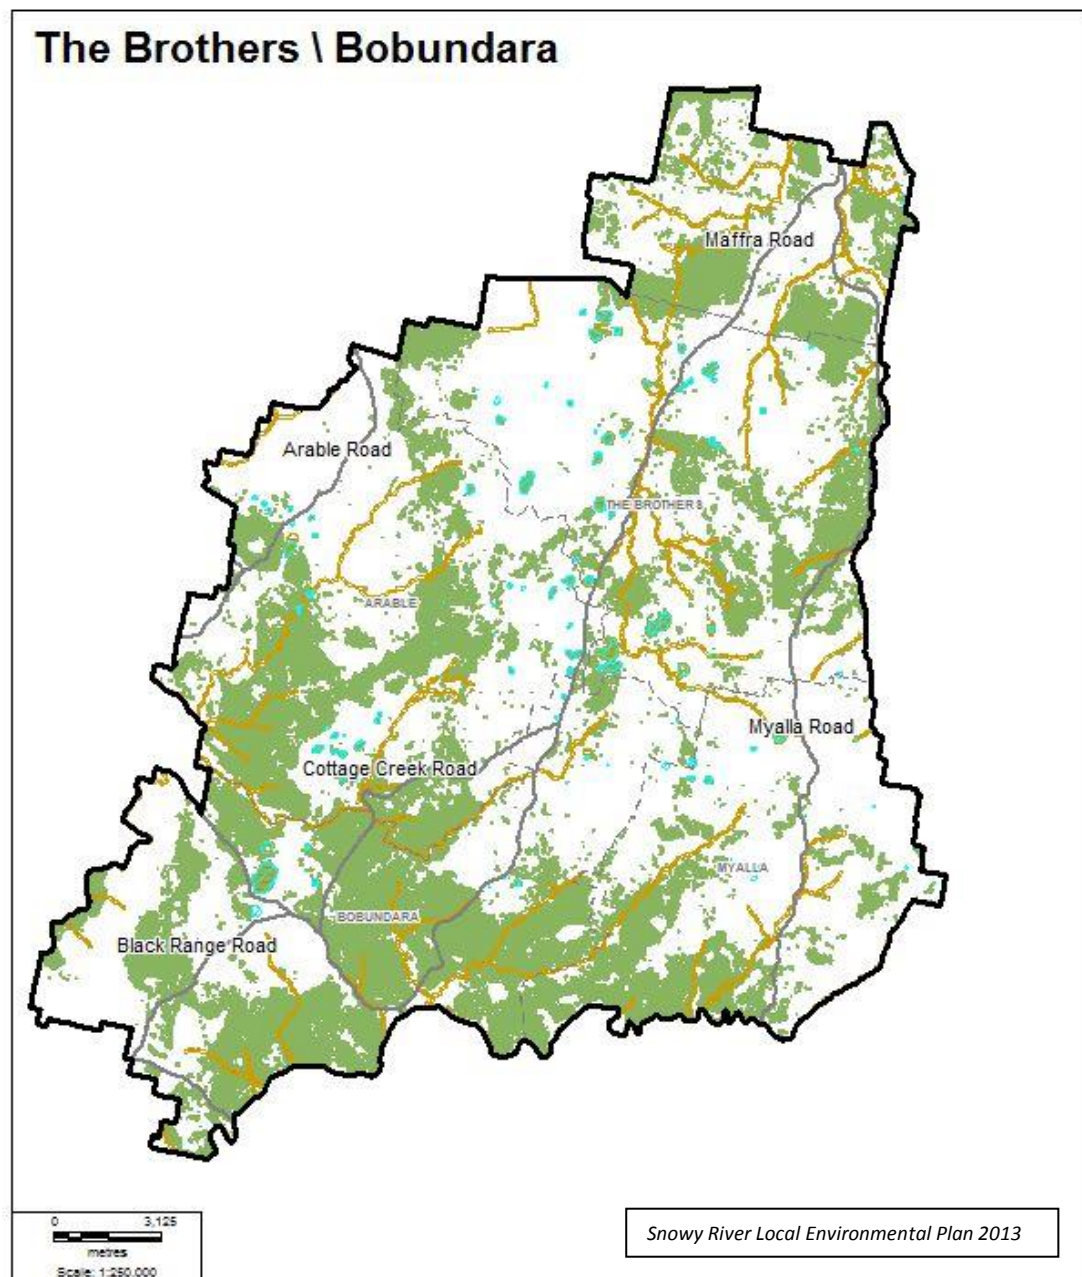 The Brothers \ Bobundara
Maffra Road
Arable Road
THE BROTHERS
ARABLE
Myalla Road
Cottage Creek Road
MYALLA
BOBUNDARA
Black Range Road
0 3,125
metres
Scale: 1:250,000
Snowy River Local Environmental Plan 2013